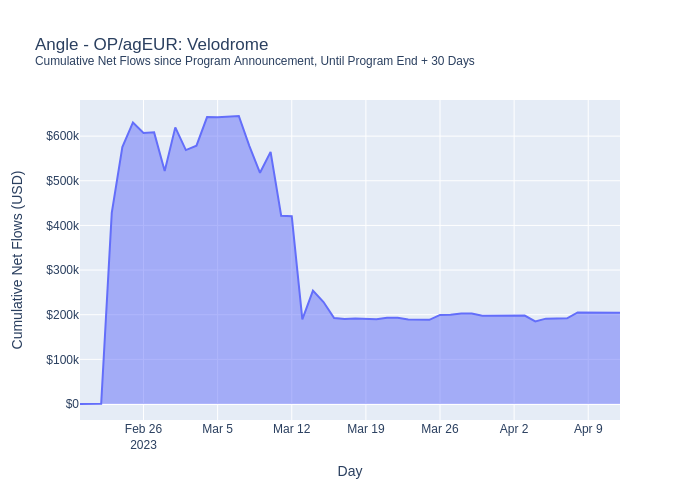 Angle - OP/agEUR: Velodrome
Cumulative Net Flows since Program Announcement, Until Program End + 30 Days
Cumulative Net Flows (USD)
$600k
$500k
$400k
$300k
$200k
$100k
$0
Feb 26
2023
Mar 5
Mar 12
Mar 19
Mar 26
Apr 2
Apr 9
Day